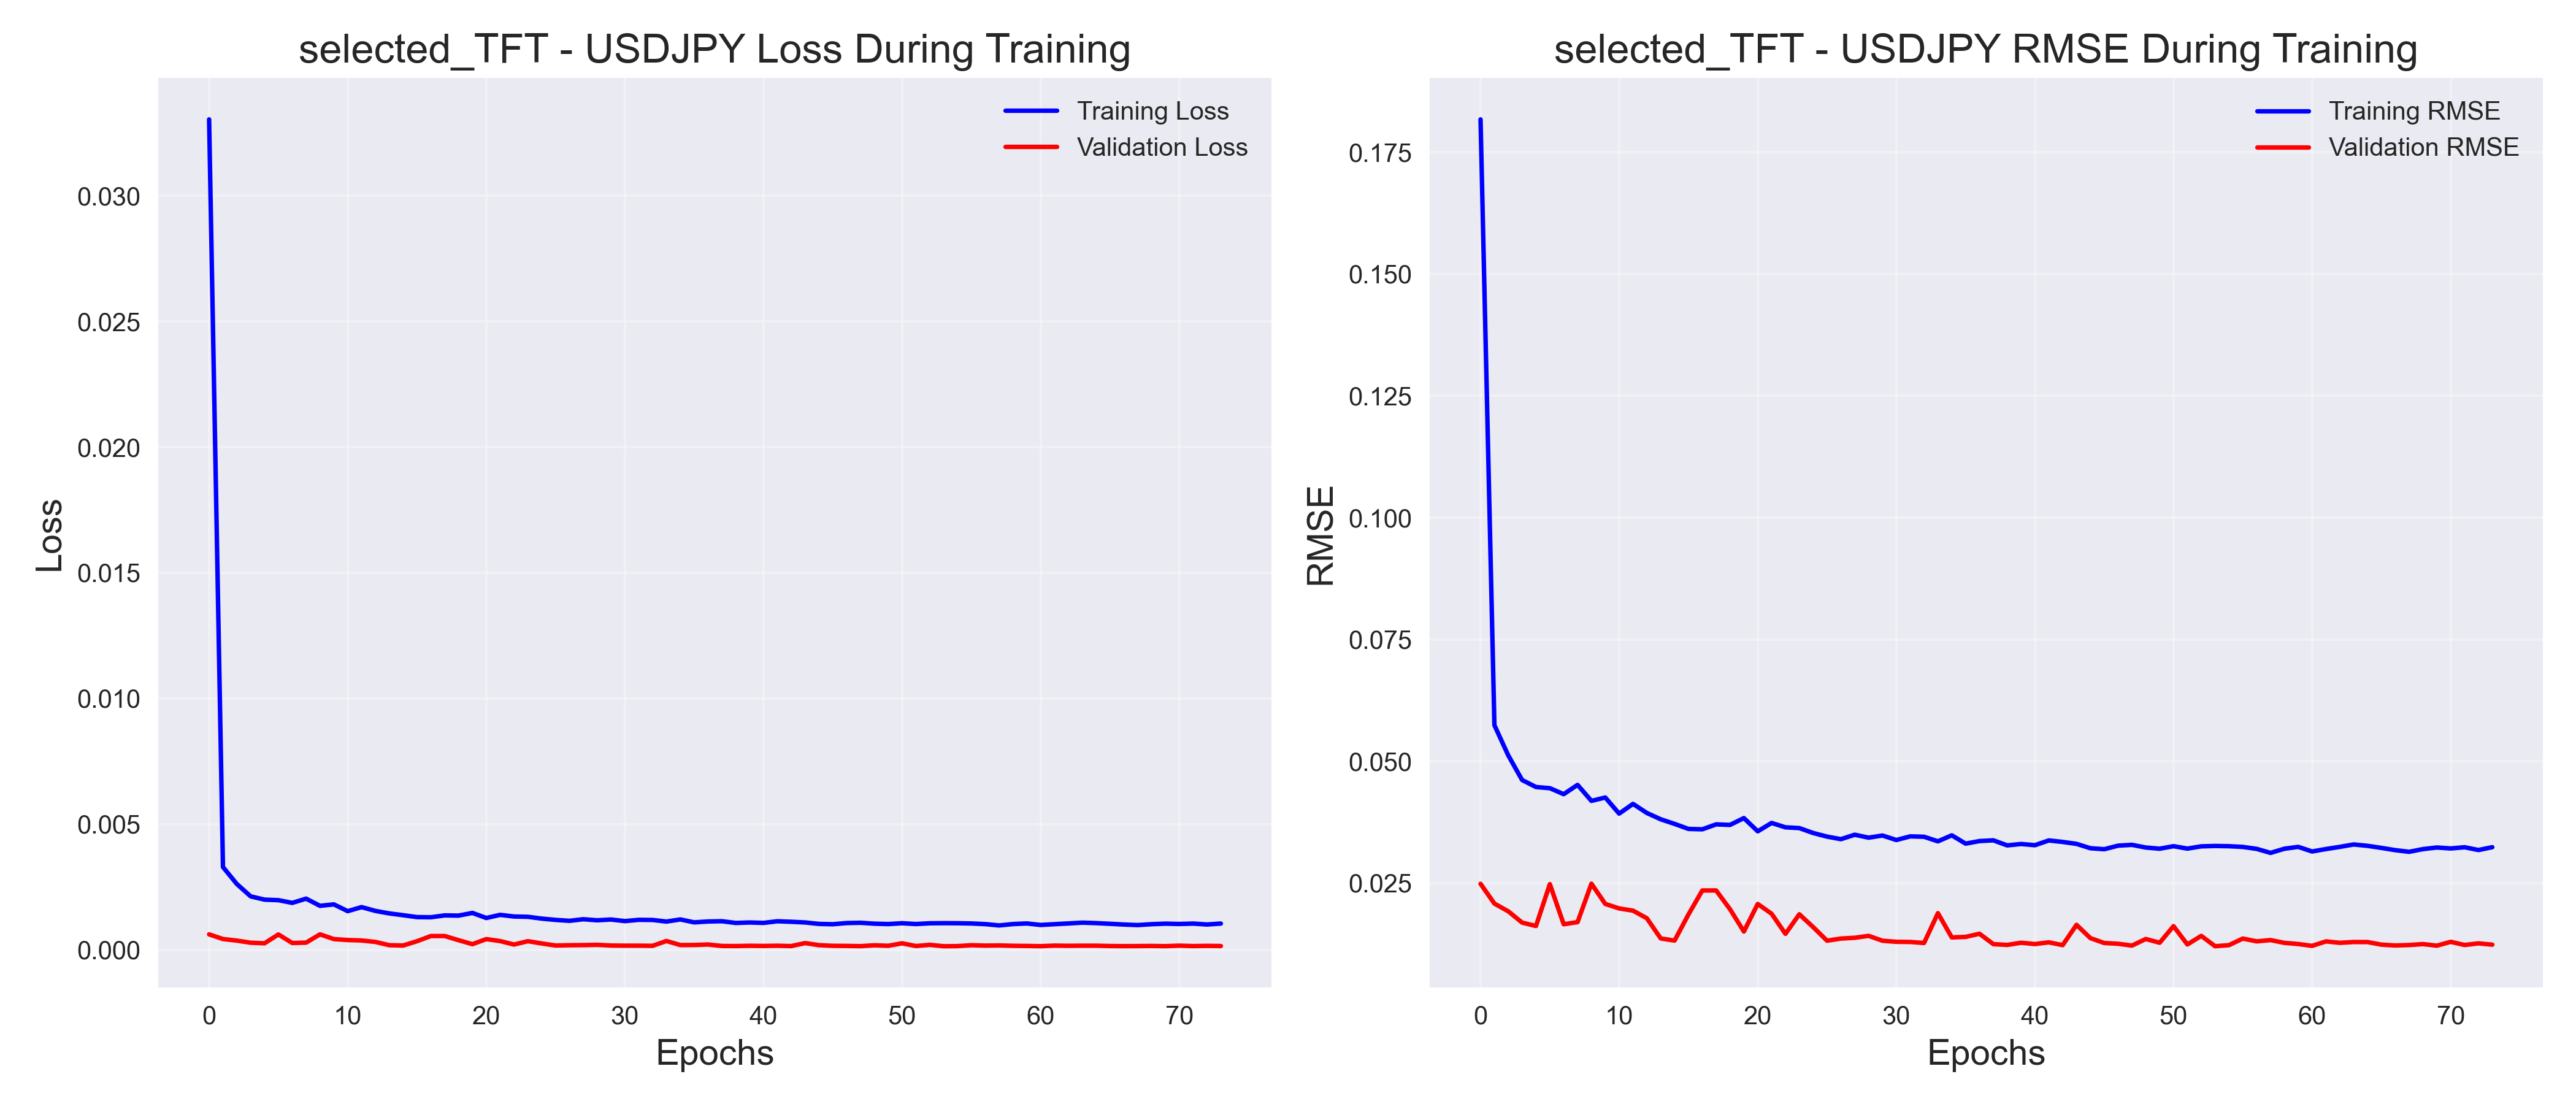 selected_TFT - USDJPY Loss During Training
Training Loss
Validation Loss
0.030
0.025
0.020
0.015
0.010
0.005
0.000
Loss
0 10 20 30 40 50 60 70
Epochs
selected_TFT - USDJPY RMSE During Training
Training RMSE
Validation RMSE
0.175
0.150
0.125
0.100
0.075
0.050
0.025
RMSE
0 10 20 30 40 50 60 70
Epochs